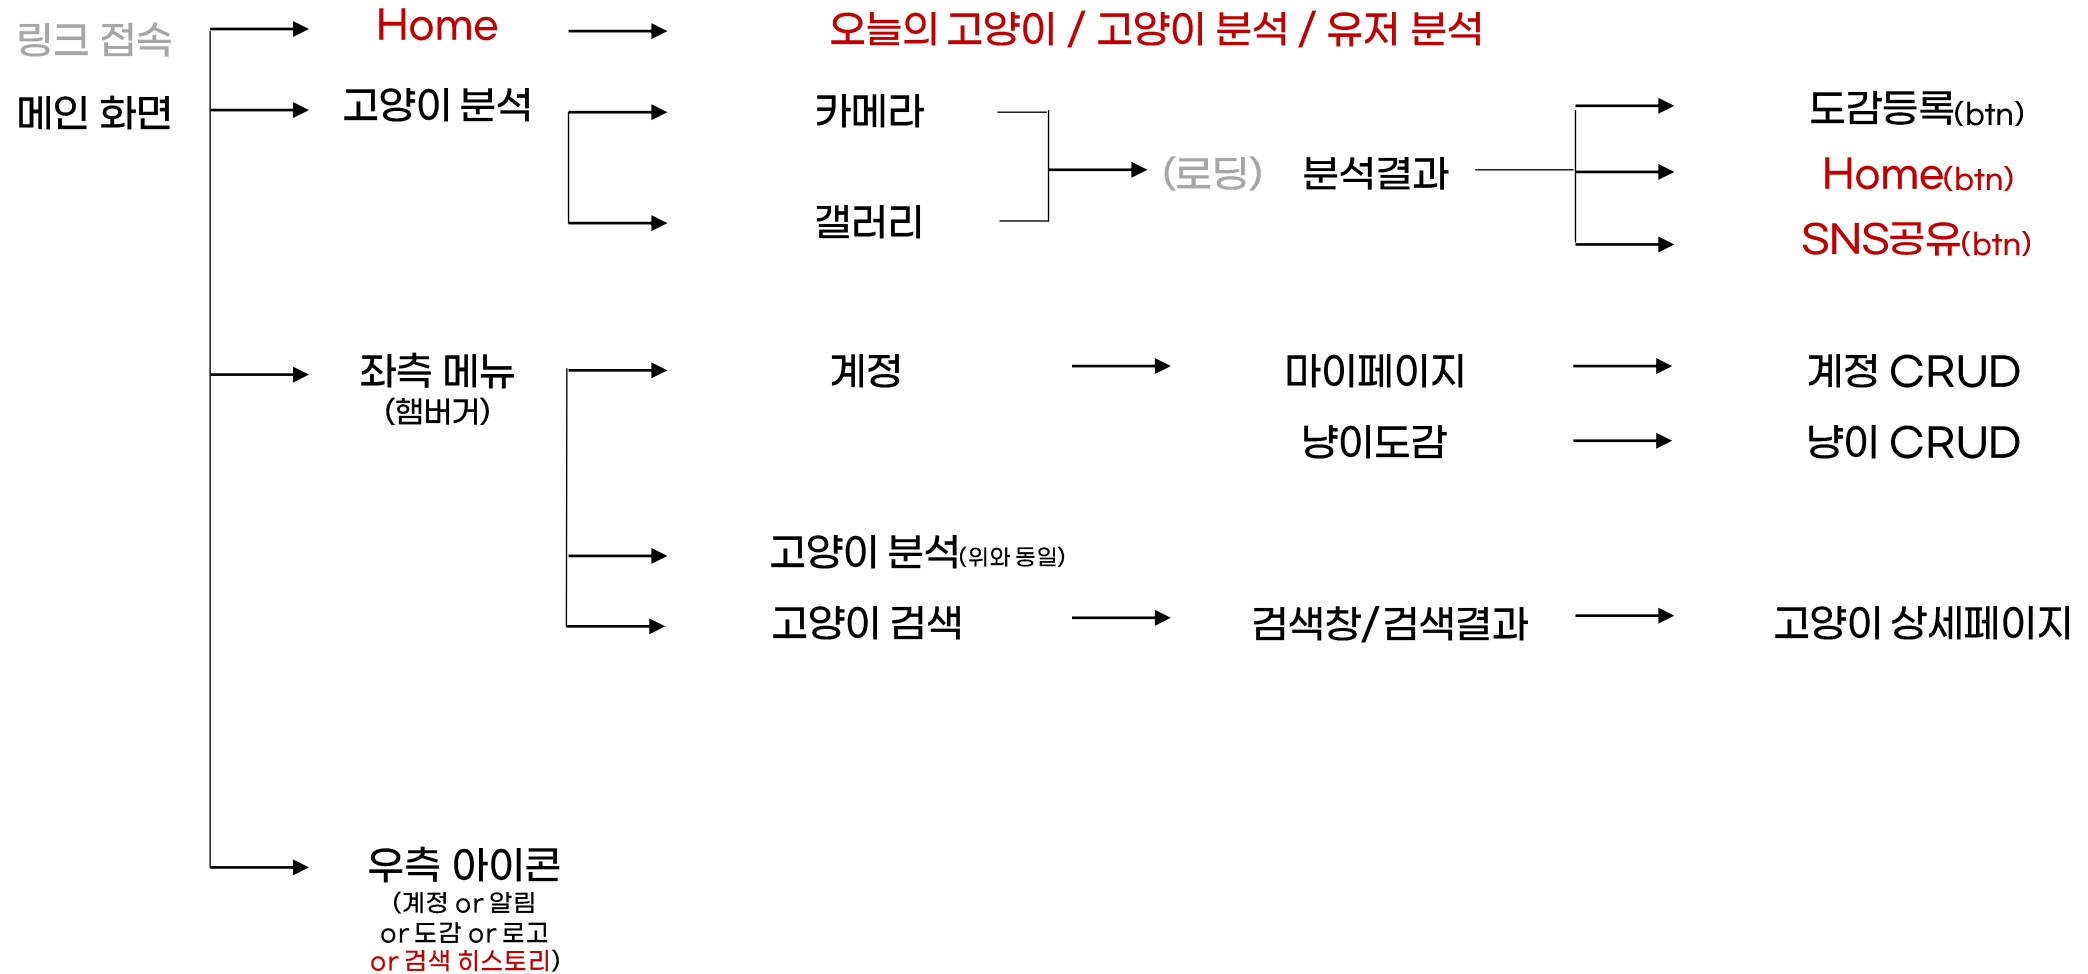 링크 접속
메인 화면
Home
오늘의 고양이 / 고양이 분석 / 유저 분석
고양이 분석
카메라
갤러리
(로딩)
분석결과
도감등록(btn)
Home(btn)
SNS공유(btn)
좌측 메뉴
(햄버거)
계정
마이페이지
계정 CRUD
냥이도감
냥이 CRUD
고양이 분석(위와 동일)
고양이 검색
검색창/검색결과
고양이 상세페이지
우측 아이콘
(계정 or 알림
or 도감 or 로고
or 검색 히스토리)